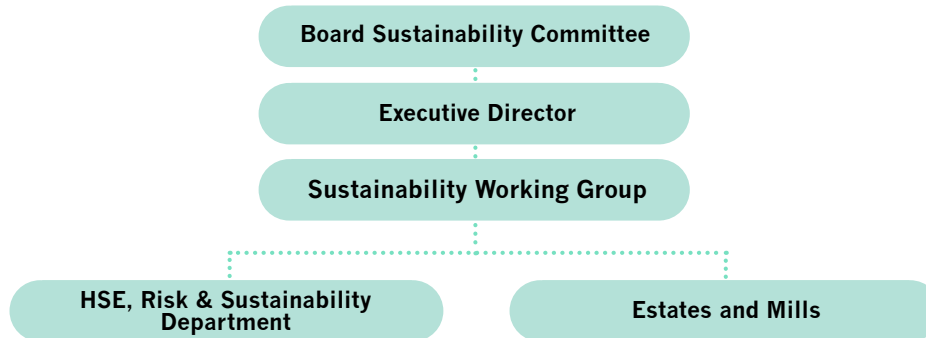 Board Sustainability Committee
Executive Director
Sustainability Working Group
HSE, Risk & Sustainability
Department
Estates and Mills